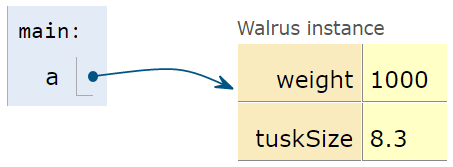 main:
a
Walrus instance
weight 1000
tuskSize 8.3